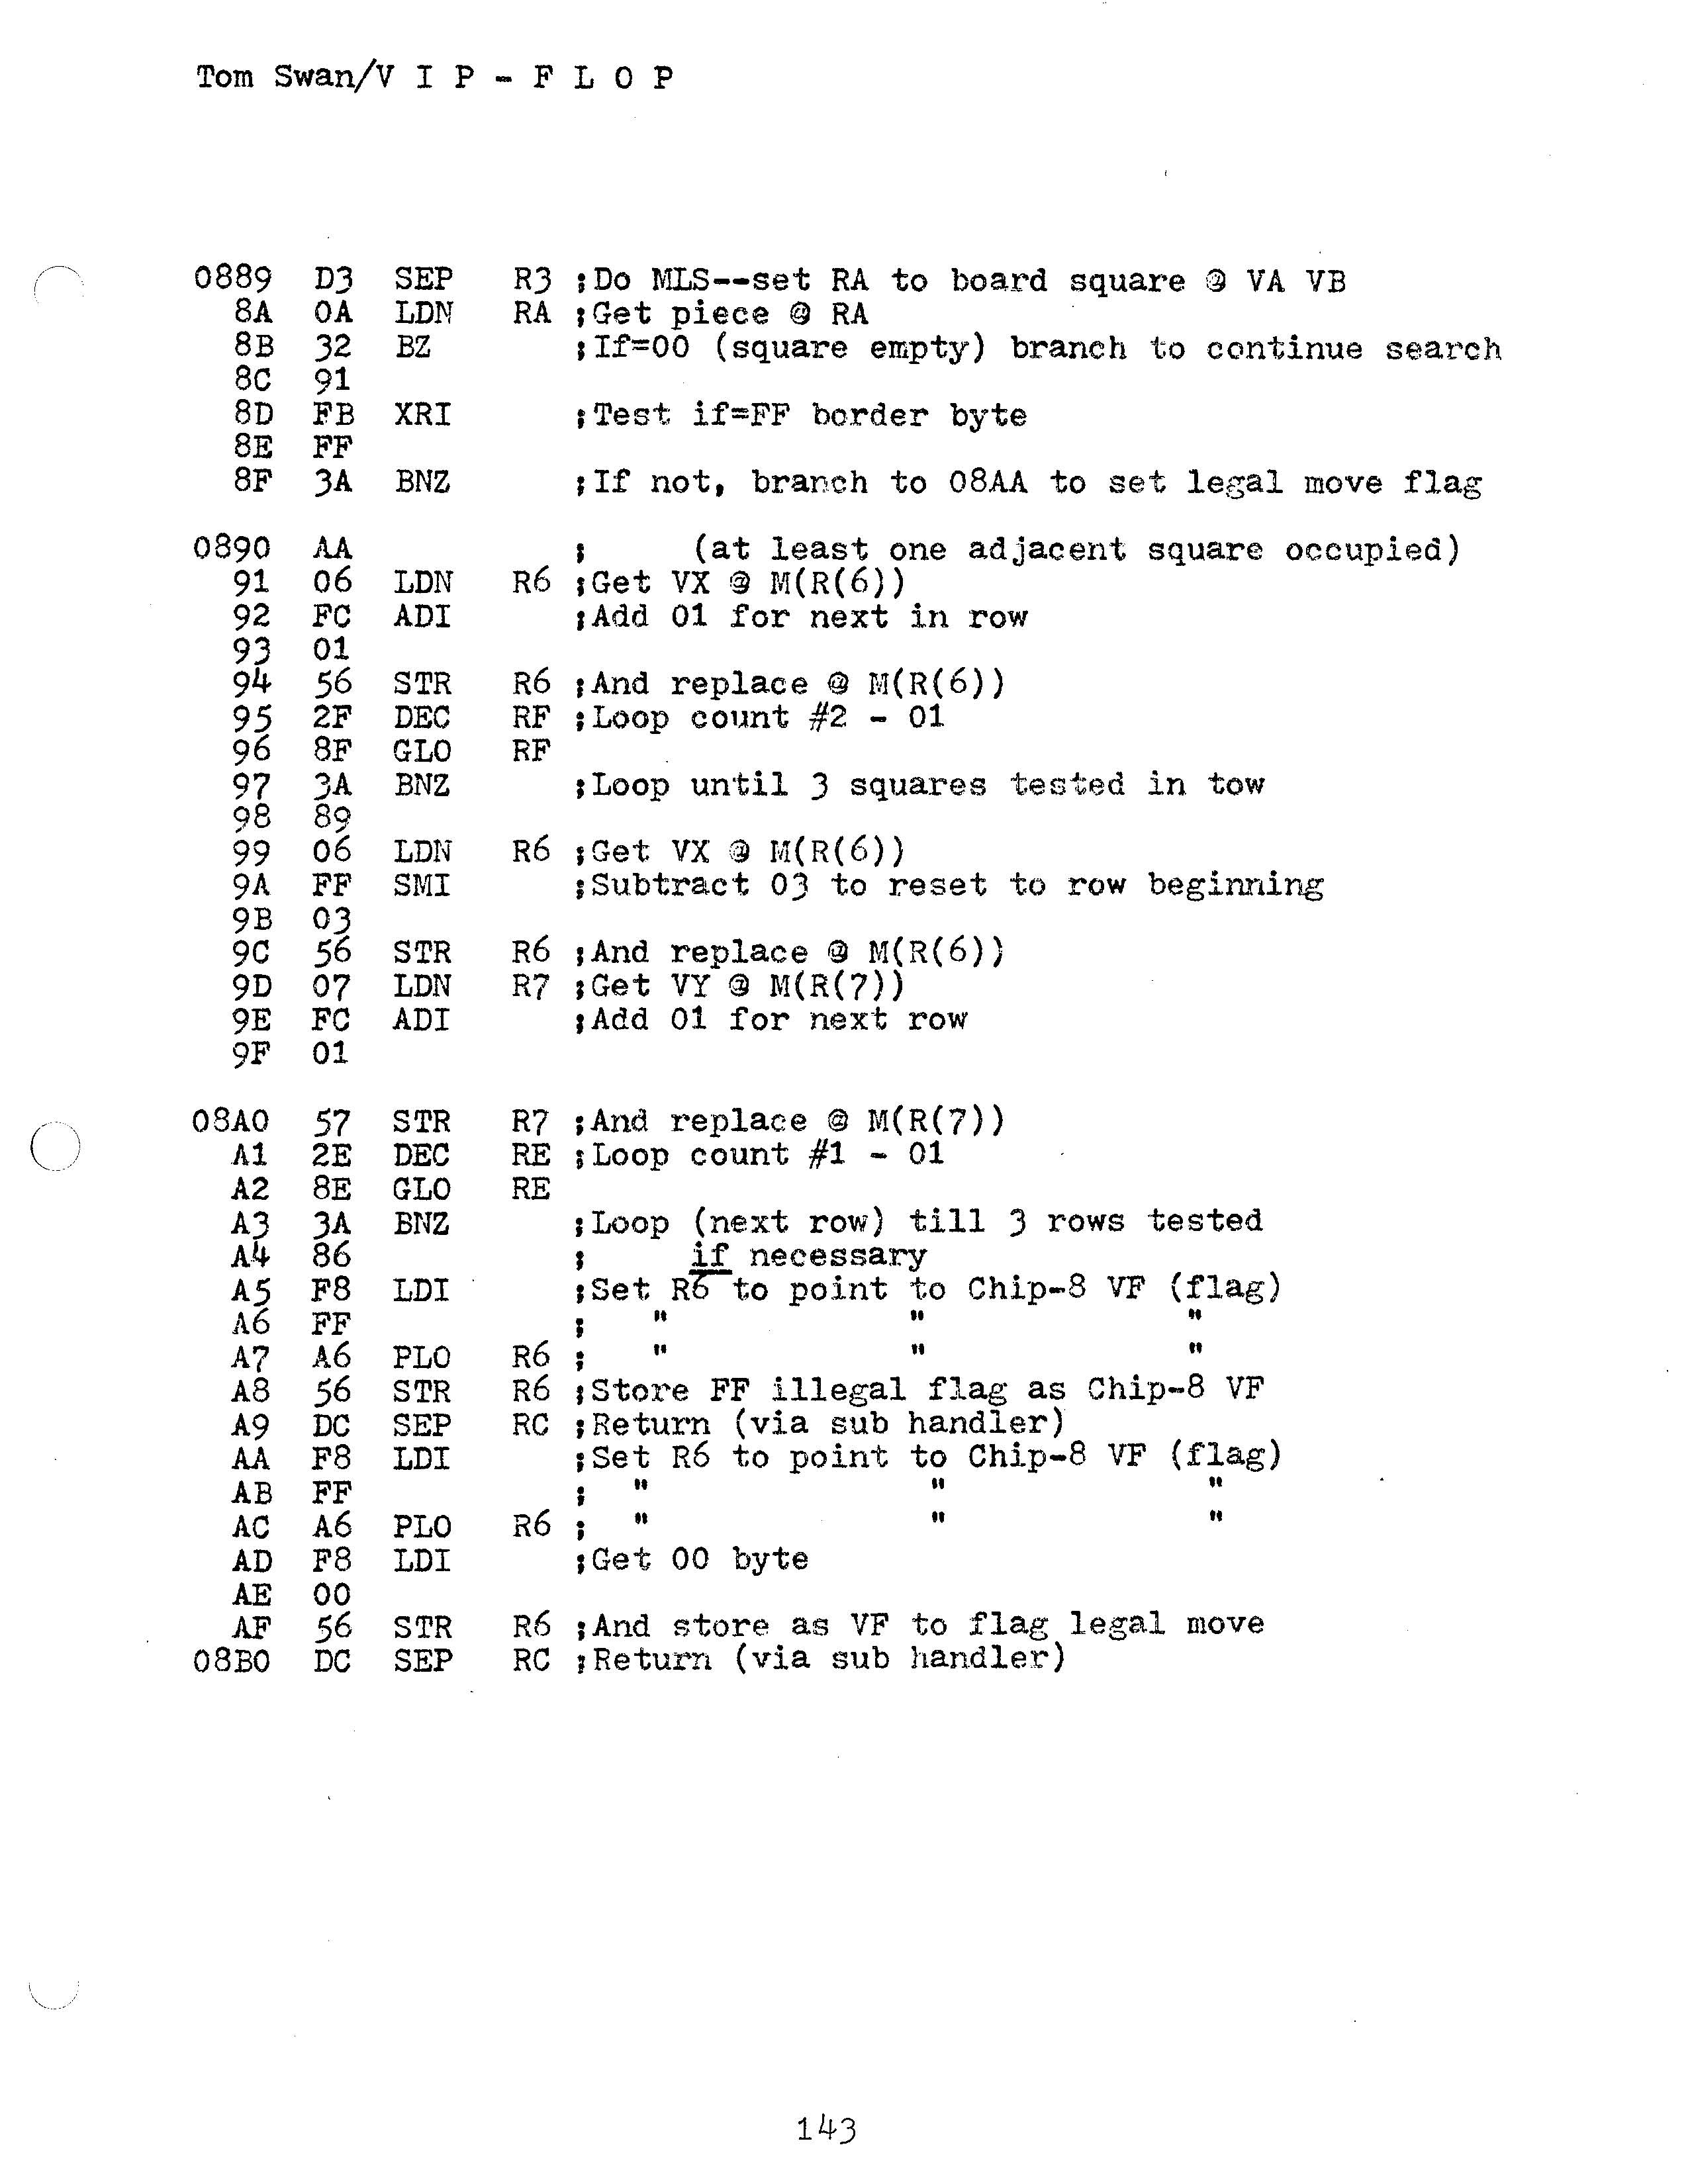 Tom Swan/V I P - F L O P
0889 D3 SEP R3 ;Do MLS--set RA to board square @ VA VB
8A 0A LDN RA ;Get piece @ RA
8B 32 BZ ;If=00 (square empty) branch to continue search
8C 91
8D FB XRI ;Test if=FF border byte
8E FF
8F 3A BNZ ;If not, branch to 08AA to set legal move flag
0890 AA ; (at least one adjacent square occupied)
91 06 LDN R6 ;Get VX @ M(R(6))
92 FC ADI ;Add 01 for next in row
93 01
94 56 STR R6 ;And replace @ M(R(6))
95 2F DEC RF ;Loop count #2 - 01
96 8F GLO RF
97 3A BNZ ;Loop until 3 squares tested in tow
98 89
99 06 LDN R6 ;Get VX @ M(R(6))
9A FF SMI ;Subtract 03 to reset to row beginning
9B 03
9C 56 STR R6 ;And replace @ M(R(6))
9D 07 LDN R7 ;Get VY @ M(R(7))
9E FC ADI ;Add 01 for next row
9F 01
08A0 57 STR R7 ;And replace @ M(R(7))
A1 2E DEC RE ;Loop count #1 - 01
A2 8E GLO RE
A3 3A BNZ ;Loop (next row) till 3 rows tested
A4 86 ; if necessary
A5 F8 LDI ;Set R6 to point to Chip-8 VF (flag)
A6 FF ; " " "
A7 A6 PLO R6 ; " " "
A8 56 STR R6 ;Store FF illegal flag as Chip-8 VF
A9 DC SEP RC ;Return (via sub handler)
AA F8 LDI ;Set R6 to point to Chip-8 VF (flag)
AB FF ; " " "
AC A6 PLO R6 ; " " "
AD F8 LDI ;Get 00 byte
AE 00
AF 56 STR R6 ;And store as VF to flag legal move
08B0 DC SEP RC ;Return (via sub handler)
143